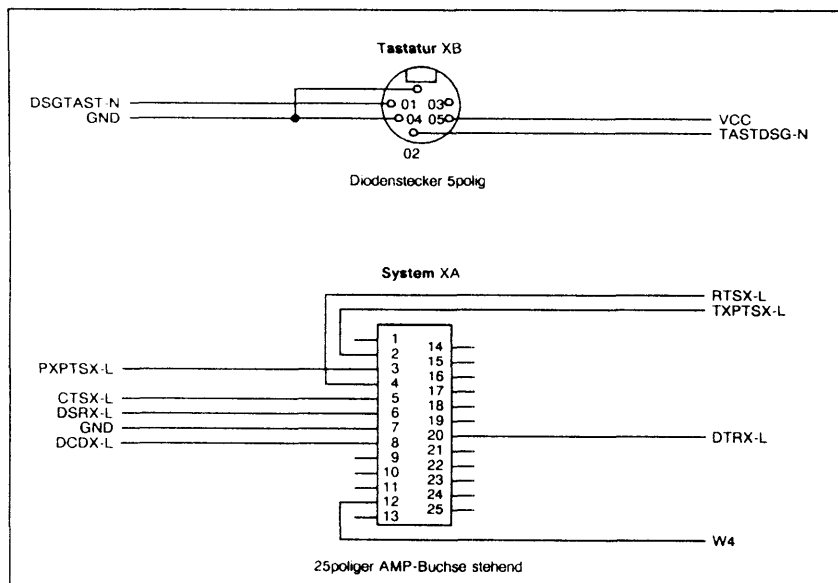 Tastatur XB
DSGTAST-N
01 03
GND
04 05
VCC
TASTDSG-N
02
Diodenstecker 5polig
System XA
RTSX-L
TXPTSX-L
1
14
2
15
PXPTSX-L
3
16
4
17
CTSX-L
5
18
DSRX-L
6
19
GND
7
20
DTRX-L
DCDX-L
8
21
9
22
10
23
11
24
12
25
13
W4
25poliger AMP-Buchse stehend